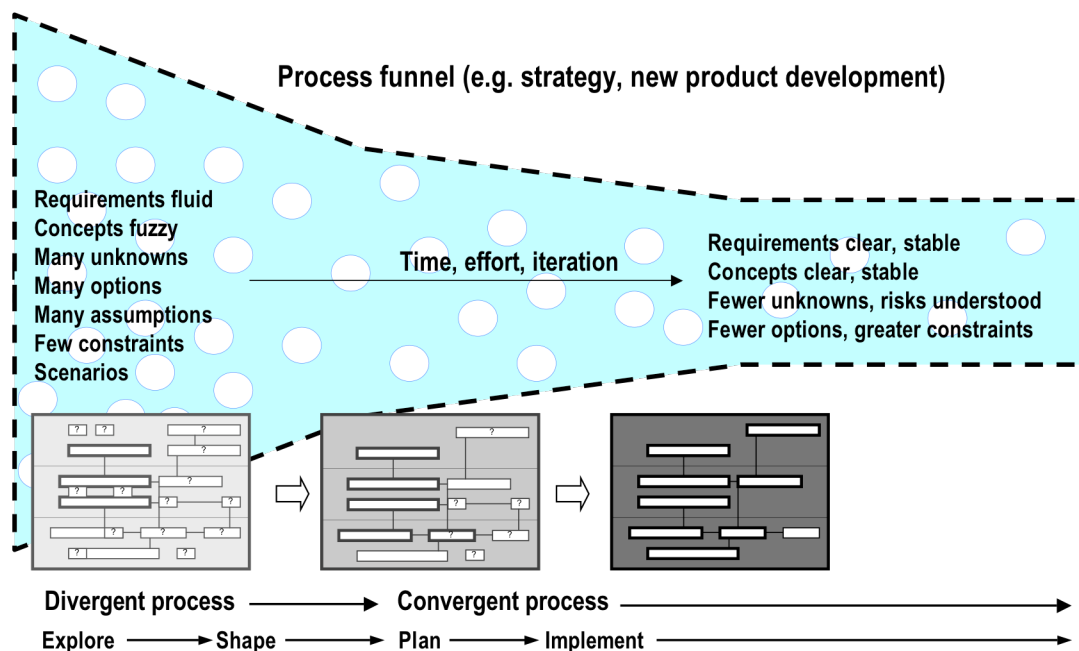 Process funnel (e.g. strategy, new product development)
Requirements fluid
Concepts fuzzy
Many unknowns
Many options
Many assumptions
Few constraints
Scenarios
Time, effort, iteration
Requirements clear, stable
Concepts clear, stable
Fewer unknowns, risks understood
Fewer options, greater constraints
? ? ?
?
?
? ?
? ?
? ? ?
? ?
?
? ?
? ?
?
Divergent process
Convergent process
Explore
Shape
Plan
Implement